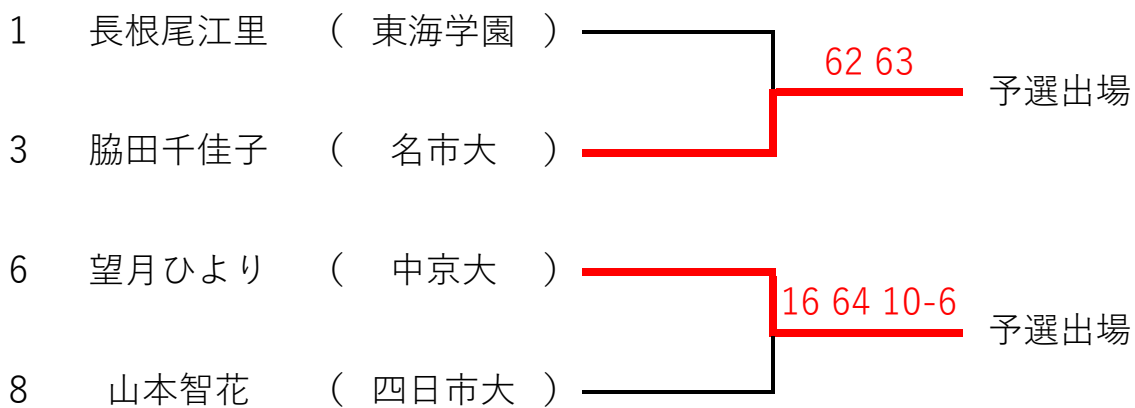 1 長根尾江里 ( 東海学園 )
62 63
予選出場
3 脇田千佳子 ( 名市大 )
6 望月ひより ( 中京大 )
16 64 10-6
予選出場
8 山本智花 ( 四日市大 )